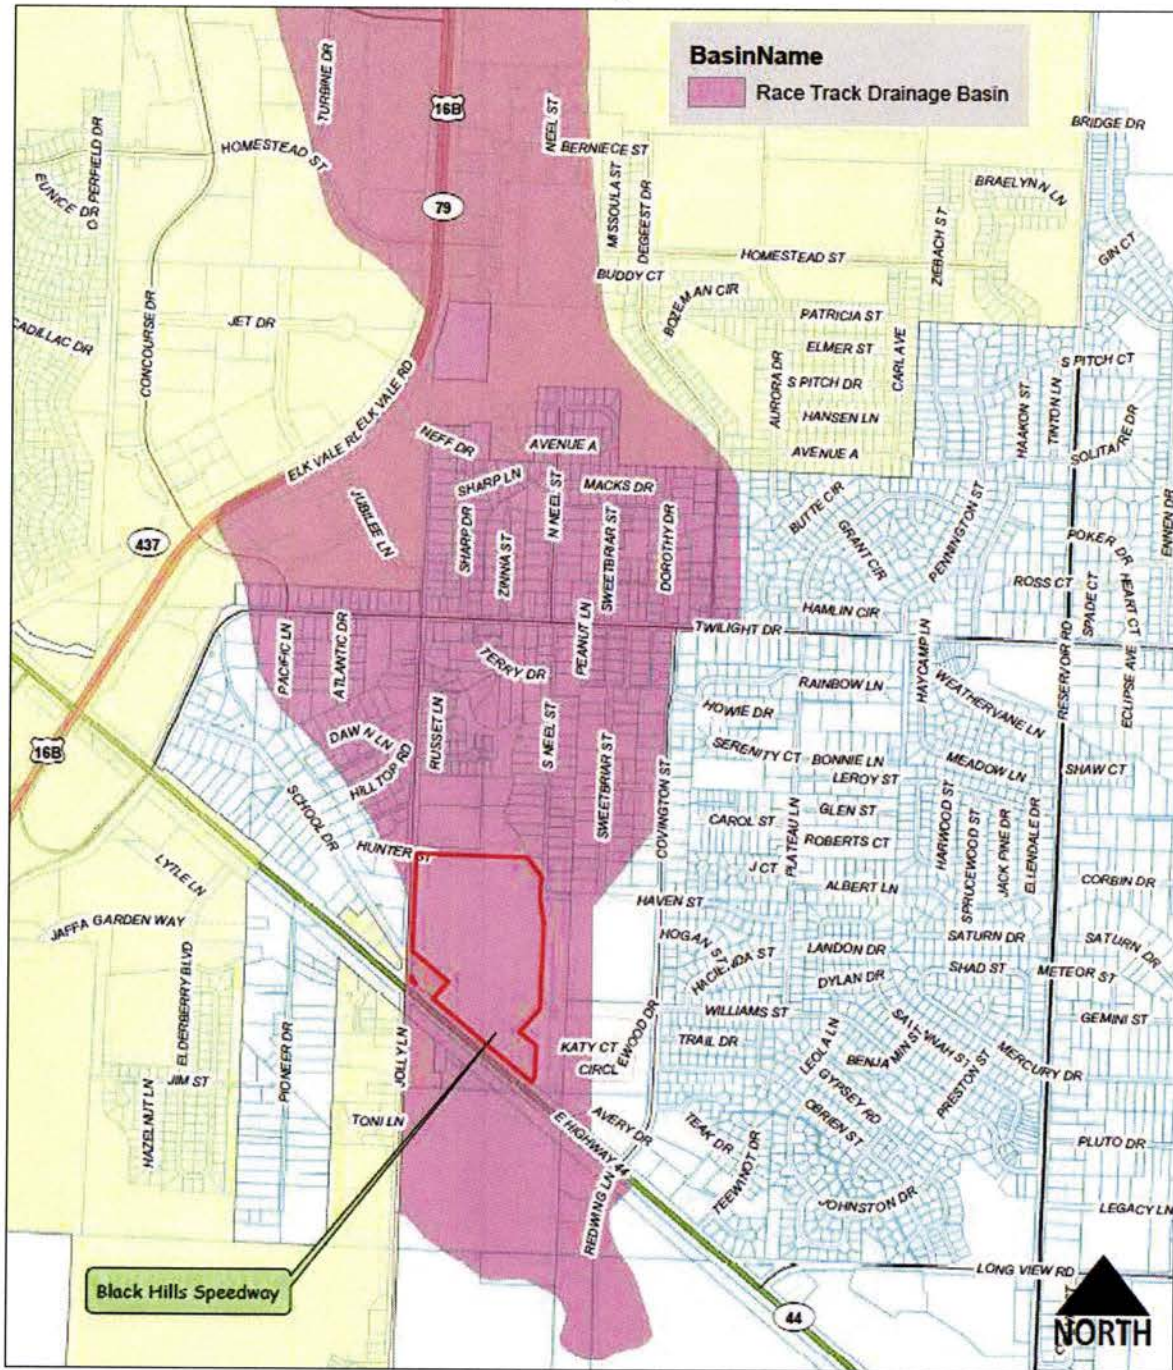 BasinName
Race Track Drainage Basin
TURBINE DR
16B
NEEL ST
BERNIECE ST
BRIDGE DR
HOMESTEAD ST
PERFIELD DR
EUNICE DR
MISSOULA ST
DEGEEST DR
BRAELYNN LN
79
ZIEBACH ST
GIN CT
HOMESTEAD ST
BUDDY CT
BOZEMAN CIR
CONCOURSE DR
JET DR
PATRICIA ST
CADILLAC DR
ELMER ST
CARL AVE
S PITCH CT
AURORA DR
S PITCH DR
HAAKON ST
TINTON LN
ELK VALE RD
HANSEN LN
SOLITAIRE DR
NEFF DR
AVENUE A
AVENUE A
ELK VALE RD
SHARP LN
N NEEL ST
MACKS DR
BUTTE CIR
JUBILEE LN
GRANT CIR
PENNINGTON ST
ENNEN DR
437
SHARP DR
ZINNIA ST
SWEETBRIAR ST
DOROTHY DR
POKER DR
ROSS CT
SPADE CT
HEART CT
HAMLIN CIR
TWILIGHT DR
PACIFIC LN
ATLANTIC DR
PEANUT LN
HAYCAMP LN
RESERVOIR RD
ECLIPSE AVE
TERRY DR
RAINBOW LN
WEATHERVANE LN
HOWIE DR
16B
DAWN LN
RUSSET LN
S NEEL ST
SERENITY CT
BONNIE LN
MEADOW LN
SHAW CT
HILLTOP RD
SWEETBRIAR ST
LEROY ST
COVINGTON ST
SCHOOL DR
CAROL ST
PLATEAU LN
GLEN ST
HARWOOD ST
SPRUCEWOOD ST
JACK PINE DR
ELLENDALE DR
HUNTER ST
ROBERTS CT
LYTLE LN
J CT
ALBERT LN
CORBIN DR
HAVEN ST
JAFFA GARDEN WAY
HOGAN ST
LANDON DR
SATURN DR
SATURN DR
ELDERBERRY BLVD
HACIENDA ST
DYLAN DR
SHAD ST
METEOR ST
WILLIAMS ST
SAVANNAH ST
GEMINI ST
PIONEER DR
JOLLY LN
KATY CT
EWOOD DR
TRAIL DR
LEOLA LN
BENJAMIN ST
PRESTON ST
MERCURY DR
CIRCL
JIM ST
GYPSEY RD
HAZELNUT LN
TONI LN
AVERY DR
TEAK DR
OBRIEN ST
E HIGHWAY 44
PLUTO DR
REDWING LN
TEEWINOT DR
JOHNSTON DR
LEGACY LN
LONG VIEW RD
Black Hills Speedway
44
NORTH